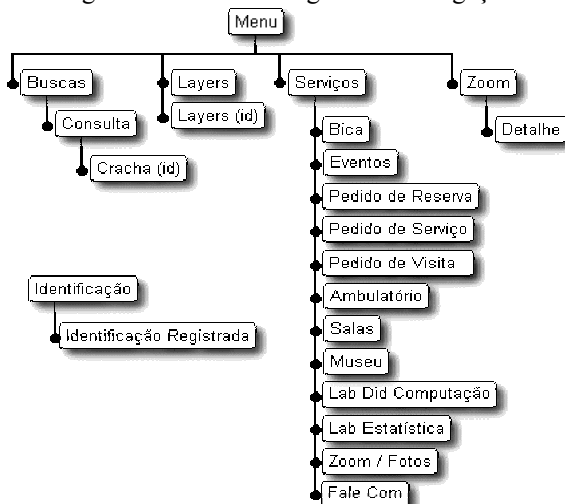 Menu
Buscas
Layers
Serviços
Zoom
Consulta
Layers (id)
Detalhe
Cracha (id)
Bica
Eventos
Pedido de Reserva
Pedido de Serviço
Pedido de Visita
Identificação
Ambulatório
Identificação Registrada
Salas
Museu
Lab Did Computação
Lab Estatística
Zoom / Fotos
Fale Com